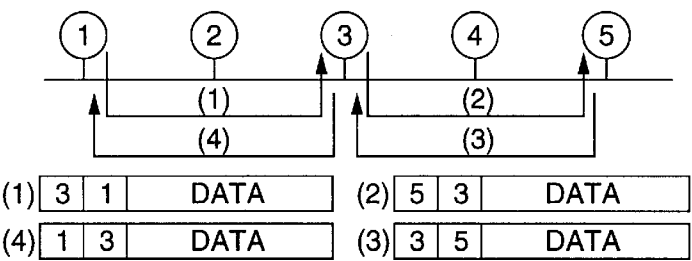 1 2 3 4 5
(1) (2)
(4) (3)
(1) 3 1 DATA (2) 5 3 DATA
(4) 1 3 DATA (3) 3 5 DATA